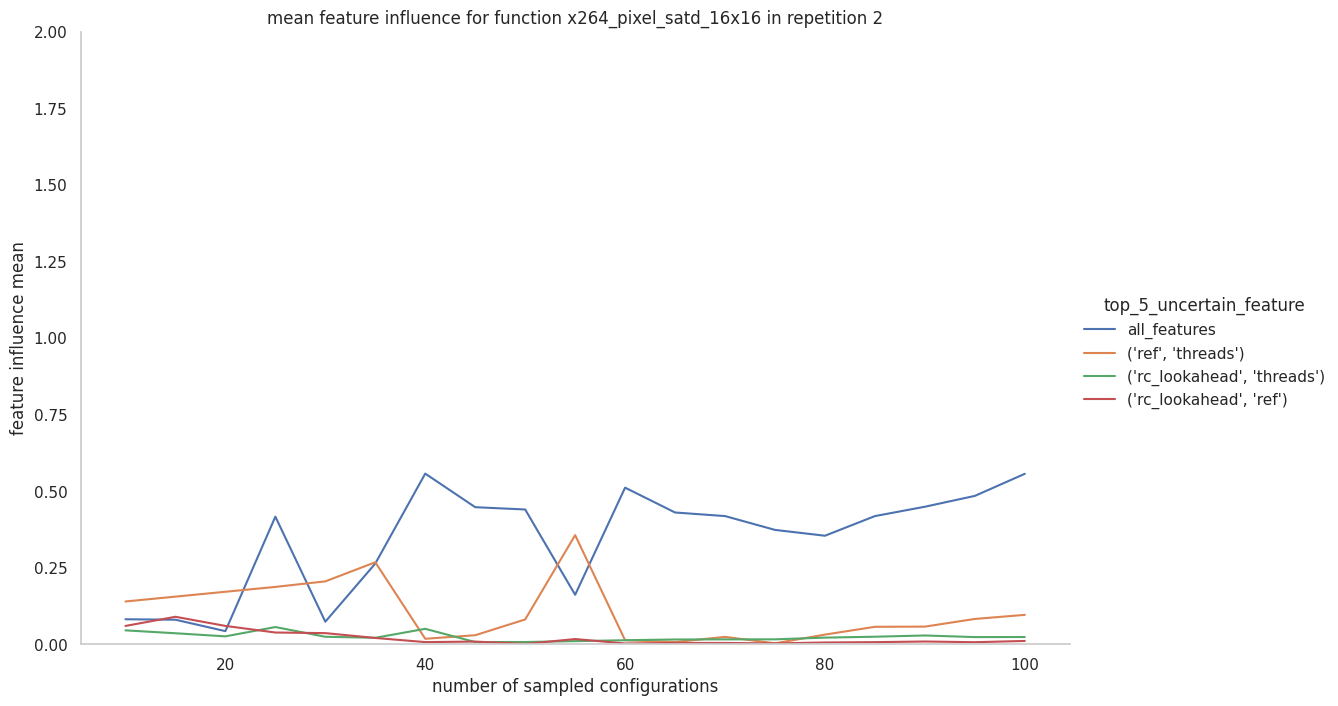 mean feature influence for function x264_pixel_satd_16x16 in repetition 2
2.00
1.75
1.50
1.25
1.00
0.75
0.50
0.25
0.00
feature influence mean
20
40
60
80
100
number of sampled configurations
top_5_uncertain_feature
all_features
('ref', 'threads')
('rc_lookahead', 'threads')
('rc_lookahead', 'ref')